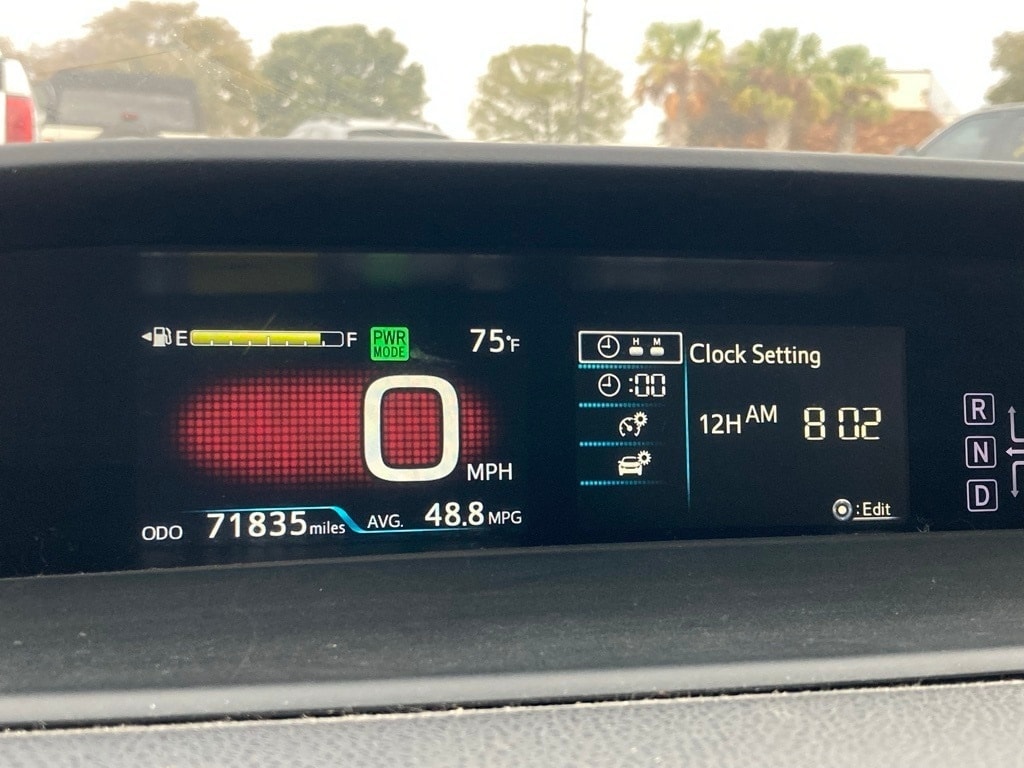 E F PWR MODE 75°F
0 MPH
ODO 71835 miles AVG. 48.8 MPG
H M
Clock Setting
:00
12H AM 8 02
:Edit
R
N
D